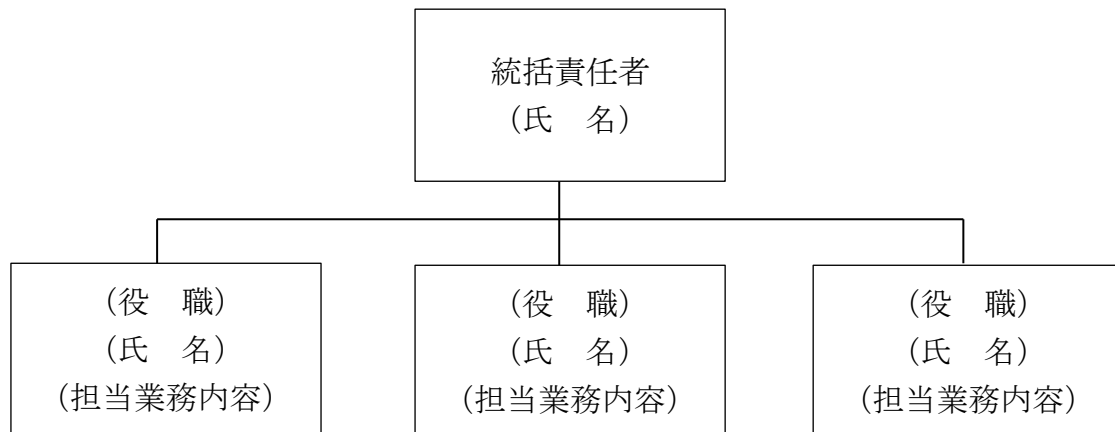 統括責任者
（氏　名）
（役　職）
（氏　名）
（担当業務内容）
（役　職）
（氏　名）
（担当業務内容）
（役　職）
（氏　名）
（担当業務内容）